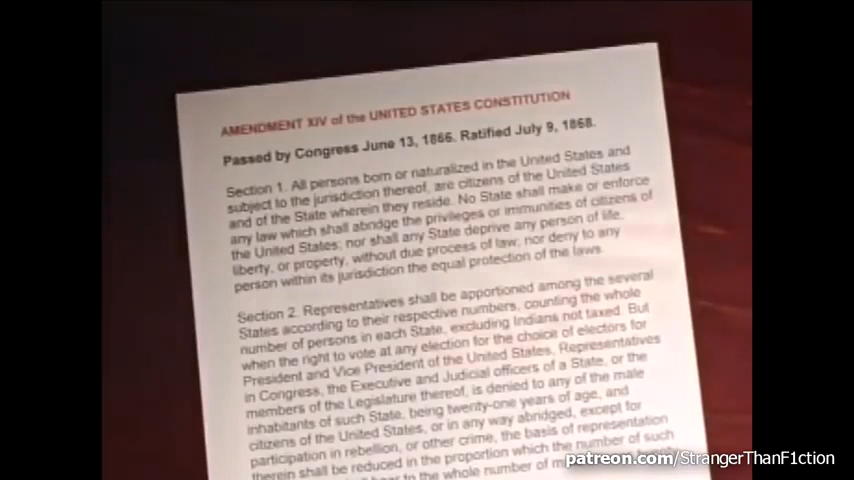 AMENDMENT XIV of the UNITED STATES CONSTITUTION
Passed by Congress June 13, 1866. Ratified July 9, 1868.
Section 1. All persons born or naturalized in the United States and
subject to the jurisdiction thereof, are citizens of the United States
and of the State wherein they reside. No State shall make or enforce
any law which shall abridge the privileges or immunities of citizens of
the United States; nor shall any State deprive any person of life,
liberty, or property, without due process of law; nor deny to any
person within its jurisdiction the equal protection of the laws.
Section 2. Representatives shall be apportioned among the several
States according to their respective numbers, counting the whole
number of persons in each State, excluding Indians not taxed. But
when the right to vote at any election for the choice of electors for
President and Vice President of the United States, Representatives
in Congress, the Executive and Judicial officers of a State, or the
members of the Legislature thereof, is denied to any of the male
inhabitants of such State, being twenty-one years of age, and
citizens of the United States, or in any way abridged, except for
participation in rebellion, or other crime, the basis of representation
therein shall be reduced in the proportion which the number of such
to the whole number of
patreon.com/StrangerThanF1ction